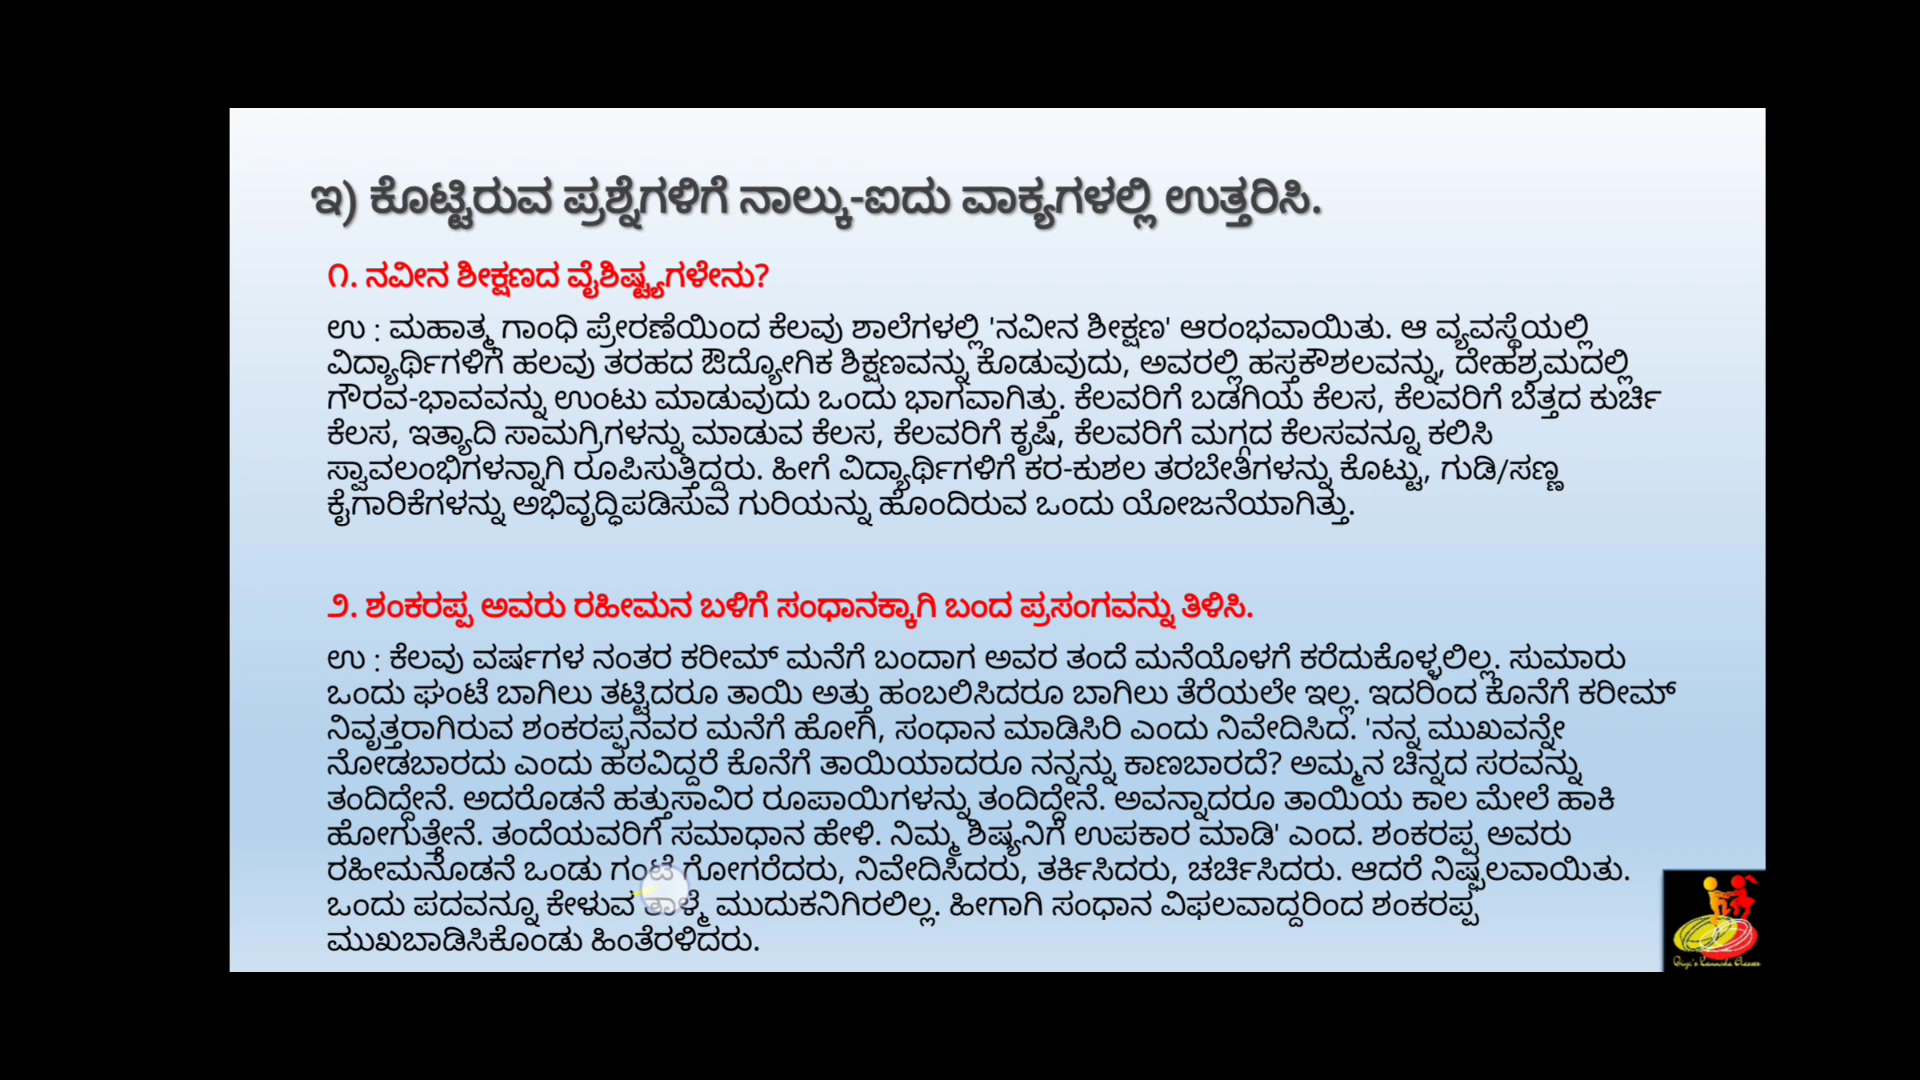 ಇ) ಕೊಟ್ಟಿರುವ ಪ್ರಶ್ನೆಗಳಿಗೆ ನಾಲ್ಕು-ಐದು ವಾಕ್ಯಗಳಲ್ಲಿ ಉತ್ತರಿಸಿ.
೧. ನವೀನ ಶೀಕ್ಷಣದ ವೈಶಿಷ್ಟ್ಯಗಳೇನು?
ಉ : ಮಹಾತ್ಮ ಗಾಂಧಿ ಪ್ರೇರಣೆಯಿಂದ ಕೆಲವು ಶಾಲೆಗಳಲ್ಲಿ 'ನವೀನ ಶೀಕ್ಷಣ' ಆರಂಭವಾಯಿತು. ಆ ವ್ಯವಸ್ಥೆಯಲ್ಲಿ
ವಿದ್ಯಾರ್ಥಿಗಳಿಗೆ ಹಲವು ತರಹದ ಔದ್ಯೋಗಿಕ ಶಿಕ್ಷಣವನ್ನು ಕೊಡುವುದು, ಅವರಲ್ಲಿ ಹಸ್ತಕೌಶಲವನ್ನು, ದೇಹಶ್ರಮದಲ್ಲಿ
ಗೌರವ-ಭಾವವನ್ನು ಉಂಟು ಮಾಡುವುದು ಒಂದು ಭಾಗವಾಗಿತ್ತು. ಕೆಲವರಿಗೆ ಬಡಗಿಯ ಕೆಲಸ, ಕೆಲವರಿಗೆ ಬೆತ್ತದ ಕುರ್ಚಿ
ಕೆಲಸ, ಇತ್ಯಾದಿ ಸಾಮಗ್ರಿಗಳನ್ನು ಮಾಡುವ ಕೆಲಸ, ಕೆಲವರಿಗೆ ಕೃಷಿ, ಕೆಲವರಿಗೆ ಮಗ್ಗದ ಕೆಲಸವನ್ನೂ ಕಲಿಸಿ
ಸ್ವಾವಲಂಭಿಗಳನ್ನಾಗಿ ರೂಪಿಸುತ್ತಿದ್ದರು. ಹೀಗೆ ವಿದ್ಯಾರ್ಥಿಗಳಿಗೆ ಕರ-ಕುಶಲ ತರಬೇತಿಗಳನ್ನು ಕೊಟ್ಟು, ಗುಡಿ/ಸಣ್ಣ
ಕೈಗಾರಿಕೆಗಳನ್ನು ಅಭಿವೃದ್ಧಿಪಡಿಸುವ ಗುರಿಯನ್ನು ಹೊಂದಿರುವ ಒಂದು ಯೋಜನೆಯಾಗಿತ್ತು.
೨. ಶಂಕರಪ್ಪ ಅವರು ರಹೀಮನ ಬಳಿಗೆ ಸಂಧಾನಕ್ಕಾಗಿ ಬಂದ ಪ್ರಸಂಗವನ್ನು ತಿಳಿಸಿ.
ಉ : ಕೆಲವು ವರ್ಷಗಳ ನಂತರ ಕರೀಮ್ ಮನೆಗೆ ಬಂದಾಗ ಅವರ ತಂದೆ ಮನೆಯೊಳಗೆ ಕರೆದುಕೊಳ್ಳಲಿಲ್ಲ. ಸುಮಾರು
ಒಂದು ಘಂಟೆ ಬಾಗಿಲು ತಟ್ಟಿದರೂ ತಾಯಿ ಅತ್ತು ಹಂಬಲಿಸಿದರೂ ಬಾಗಿಲು ತೆರೆಯಲೇ ಇಲ್ಲ. ಇದರಿಂದ ಕೊನೆಗೆ ಕರೀಮ್
ನಿವೃತ್ತರಾಗಿರುವ ಶಂಕರಪ್ಪನವರ ಮನೆಗೆ ಹೋಗಿ, ಸಂಧಾನ ಮಾಡಿಸಿರಿ ಎಂದು ನಿವೇದಿಸಿದ. 'ನನ್ನ ಮುಖವನ್ನೇ
ನೋಡಬಾರದು ಎಂದು ಹಠವಿದ್ದರೆ ಕೊನೆಗೆ ತಾಯಿಯಾದರೂ ನನ್ನನ್ನು ಕಾಣಬಾರದೆ? ಅಮ್ಮನ ಚಿನ್ನದ ಸರವನ್ನು
ತಂದಿದ್ದೇನೆ. ಅದರೊಡನೆ ಹತ್ತುಸಾವಿರ ರೂಪಾಯಿಗಳನ್ನು ತಂದಿದ್ದೇನೆ. ಅವನ್ನಾದರೂ ತಾಯಿಯ ಕಾಲ ಮೇಲೆ ಹಾಕಿ
ಹೋಗುತ್ತೇನೆ. ತಂದೆಯವರಿಗೆ ಸಮಾಧಾನ ಹೇಳಿ. ನಿಮ್ಮ ಶಿಷ್ಯನಿಗೆ ಉಪಕಾರ ಮಾಡಿ' ಎಂದ. ಶಂಕರಪ್ಪ ಅವರು
ರಹೀಮನೊಡನೆ ಒಂಡು ಗಂಟೆ ಗೋಗರೆದರು, ನಿವೇದಿಸಿದರು, ತರ್ಕಿಸಿದರು, ಚರ್ಚಿಸಿದರು. ಆದರೆ ನಿಷ್ಫಲವಾಯಿತು.
ಒಂದು ಪದವನ್ನೂ ಕೇಳುವ ತಾಳ್ಮೆ ಮುದುಕನಿಗಿರಲಿಲ್ಲ. ಹೀಗಾಗಿ ಸಂಧಾನ ವಿಫಲವಾದ್ದರಿಂದ ಶಂಕರಪ್ಪ
ಮುಖಬಾಡಿಸಿಕೊಂಡು ಹಿಂತೆರಳಿದರು.
Kannada Classes